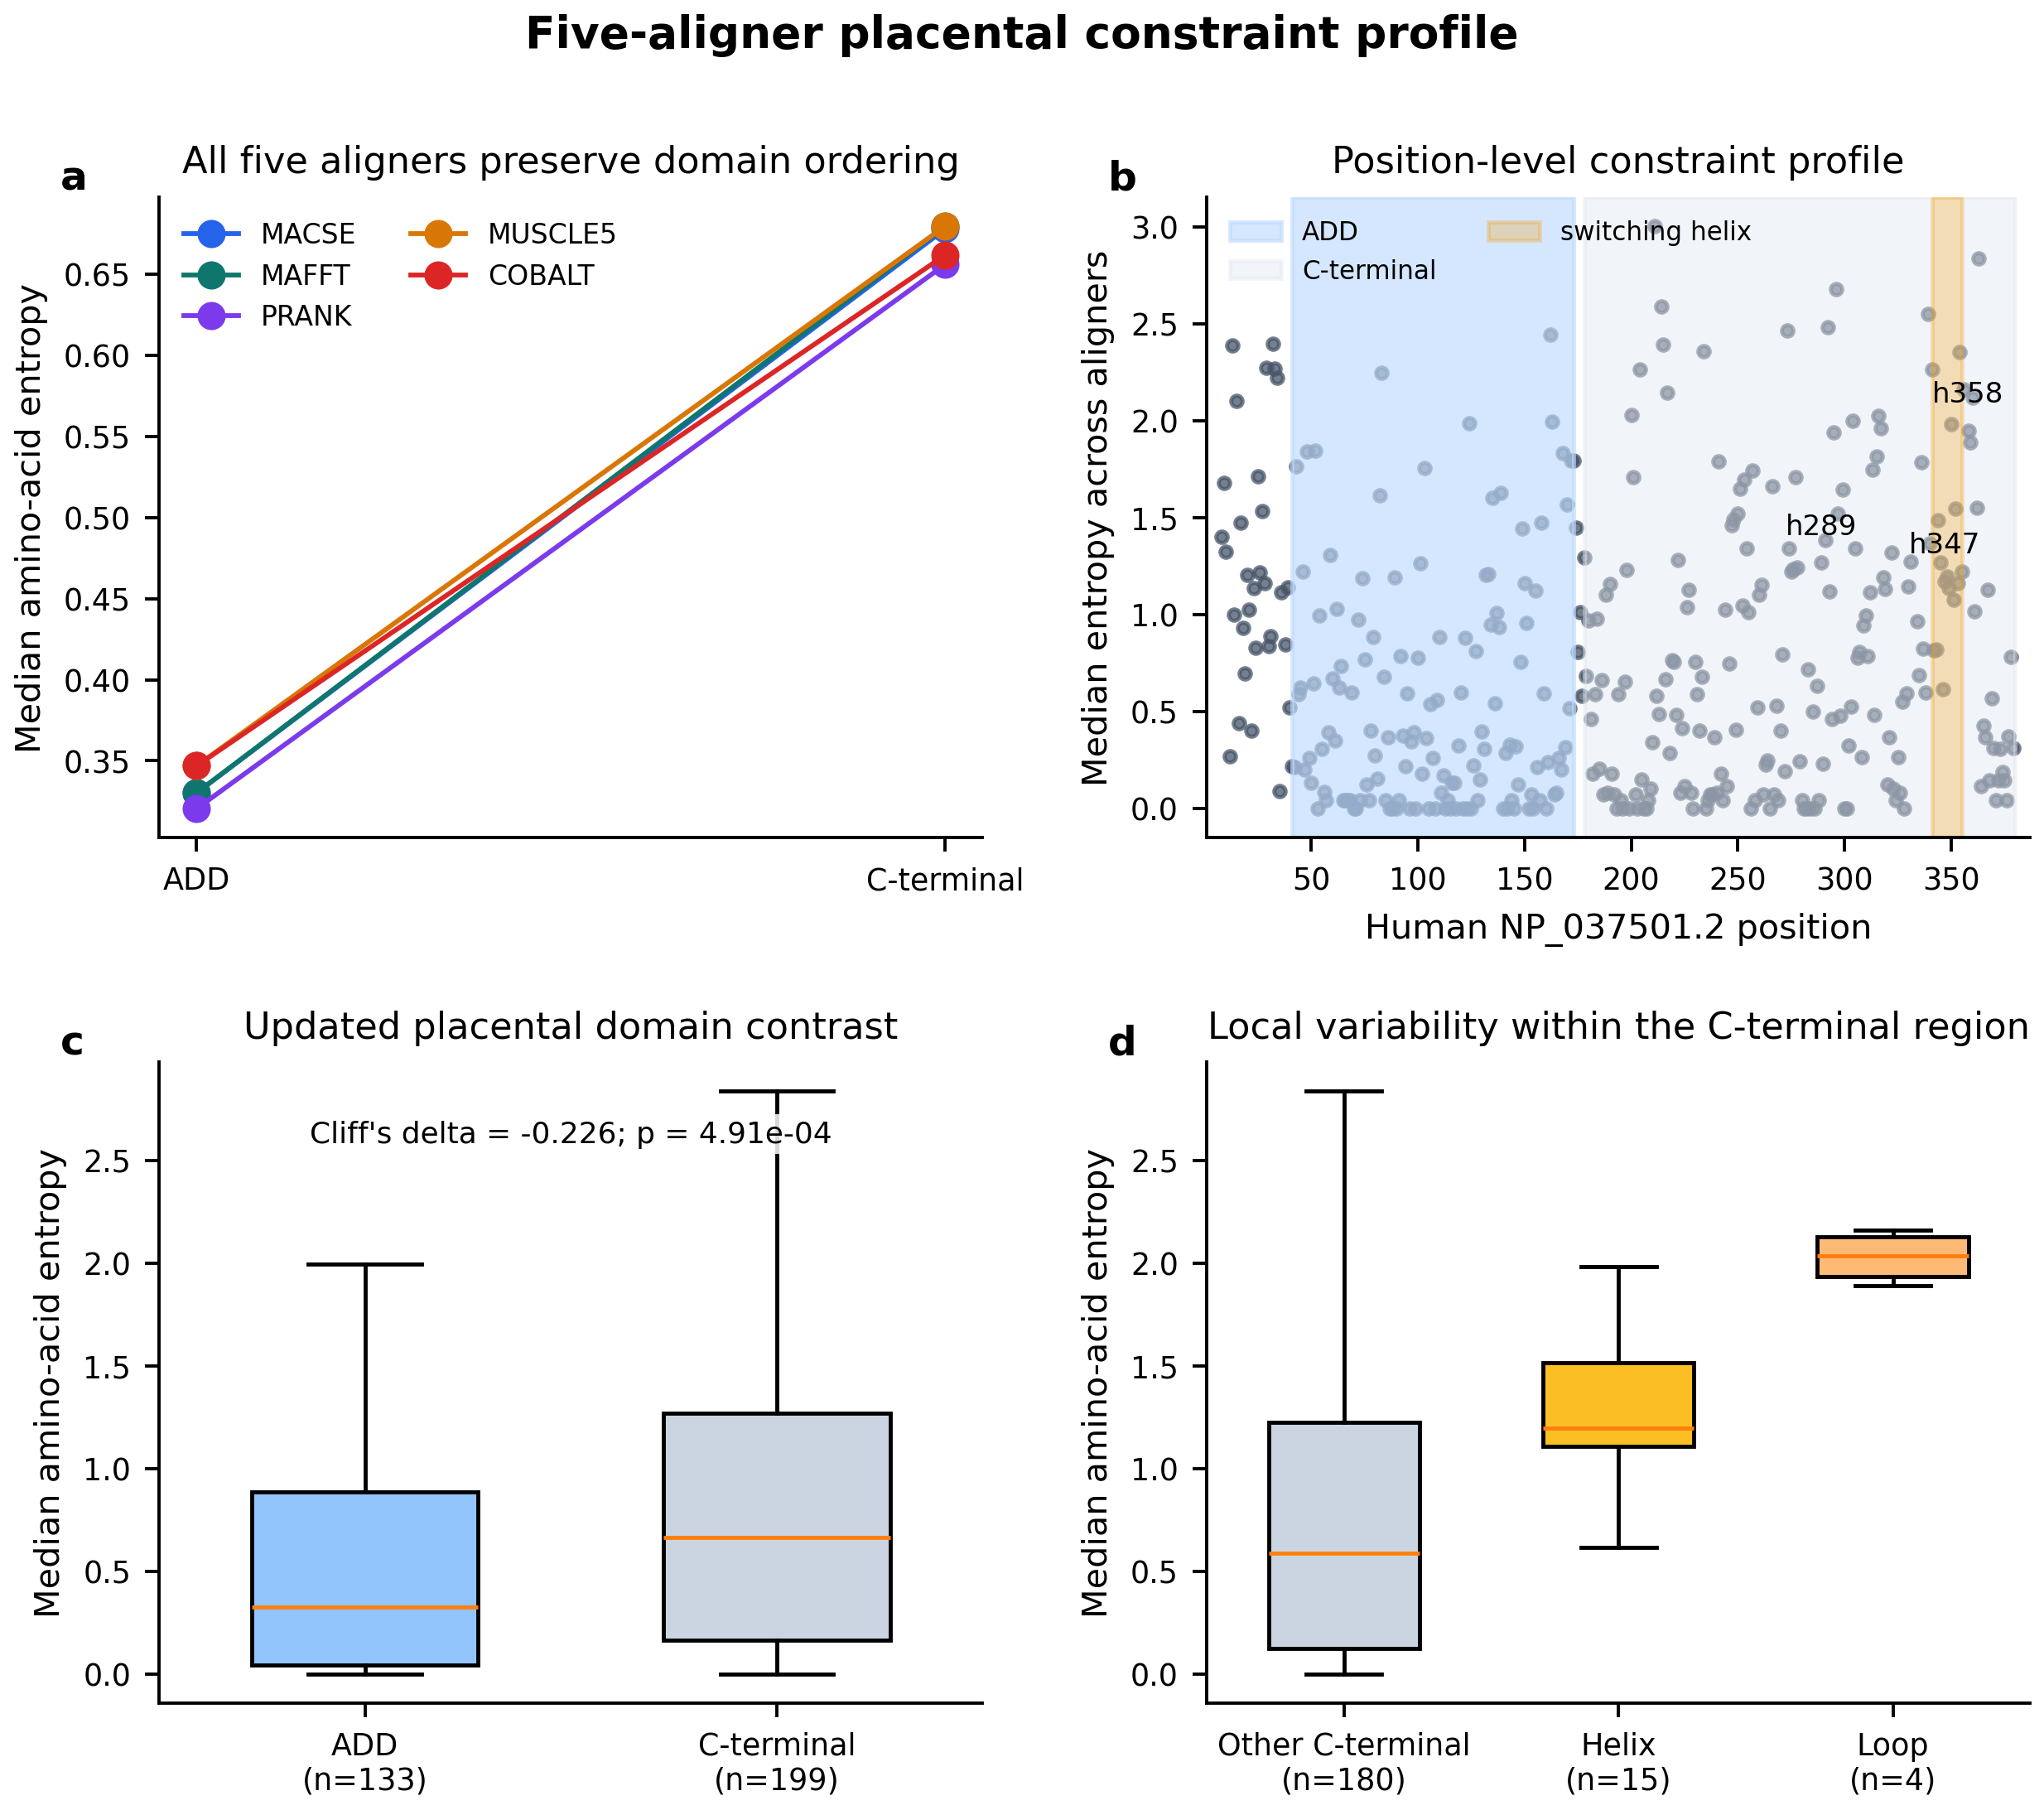 Five-aligner placental constraint profile
a
All five aligners preserve domain ordering
Median amino-acid entropy
0.65
0.60
0.55
0.50
0.45
0.40
0.35
MACSE
MAFFT
PRANK
MUSCLE5
COBALT
ADD
C-terminal
b
Position-level constraint profile
Median entropy across aligners
3.0
2.5
2.0
1.5
1.0
0.5
0.0
ADD
C-terminal
switching helix
h358
h289
h347
50
100
150
200
250
300
350
Human NP_037501.2 position
c
Updated placental domain contrast
Median amino-acid entropy
2.5
2.0
1.5
1.0
0.5
0.0
Cliff's delta = -0.226; p = 4.91e-04
ADD
(n=133)
C-terminal
(n=199)
d
Local variability within the C-terminal region
Median amino-acid entropy
2.5
2.0
1.5
1.0
0.5
0.0
Other C-terminal
(n=180)
Helix
(n=15)
Loop
(n=4)